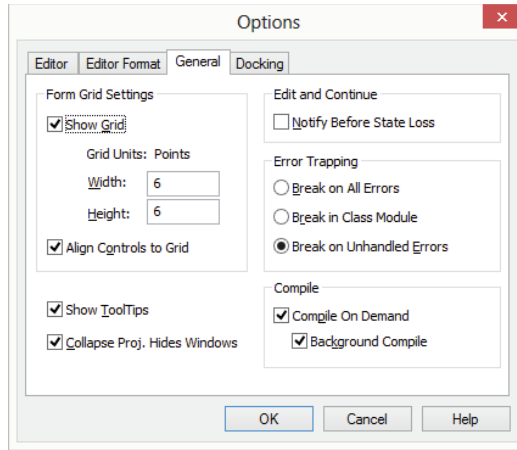 Options
Editor
Editor Format
General
Docking
Form Grid Settings
Show Grid
Grid Units: Points
Width: 6
Height: 6
Align Controls to Grid
Show ToolTips
Collapse Proj. Hides Windows
Edit and Continue
Notify Before State Loss
Error Trapping
Break on All Errors
Break in Class Module
Break on Unhandled Errors
Compile
Compile On Demand
Background Compile
OK
Cancel
Help